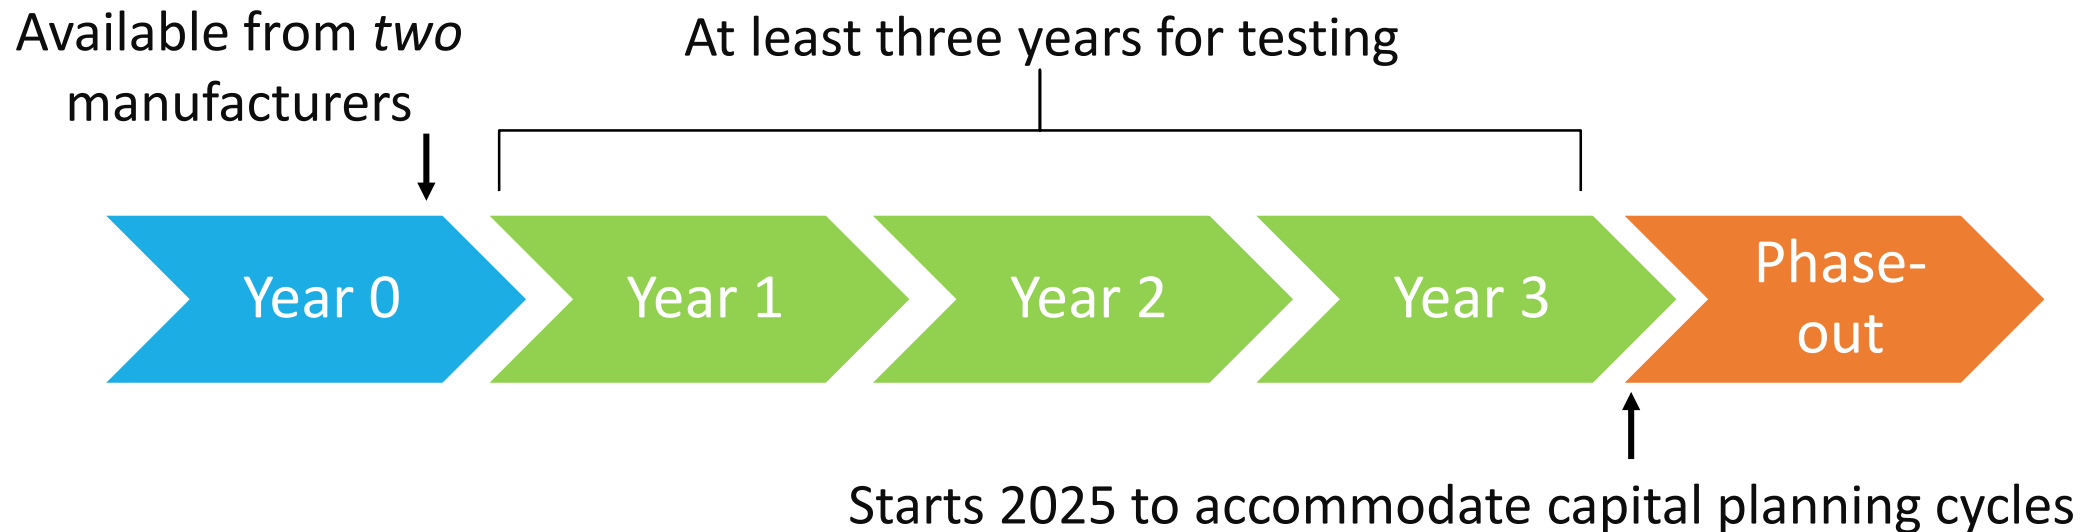 Available from two
manufacturers
At least three years for testing
Year 0
Year 1
Year 2
Year 3
Phase-
out
Starts 2025 to accommodate capital planning cycles